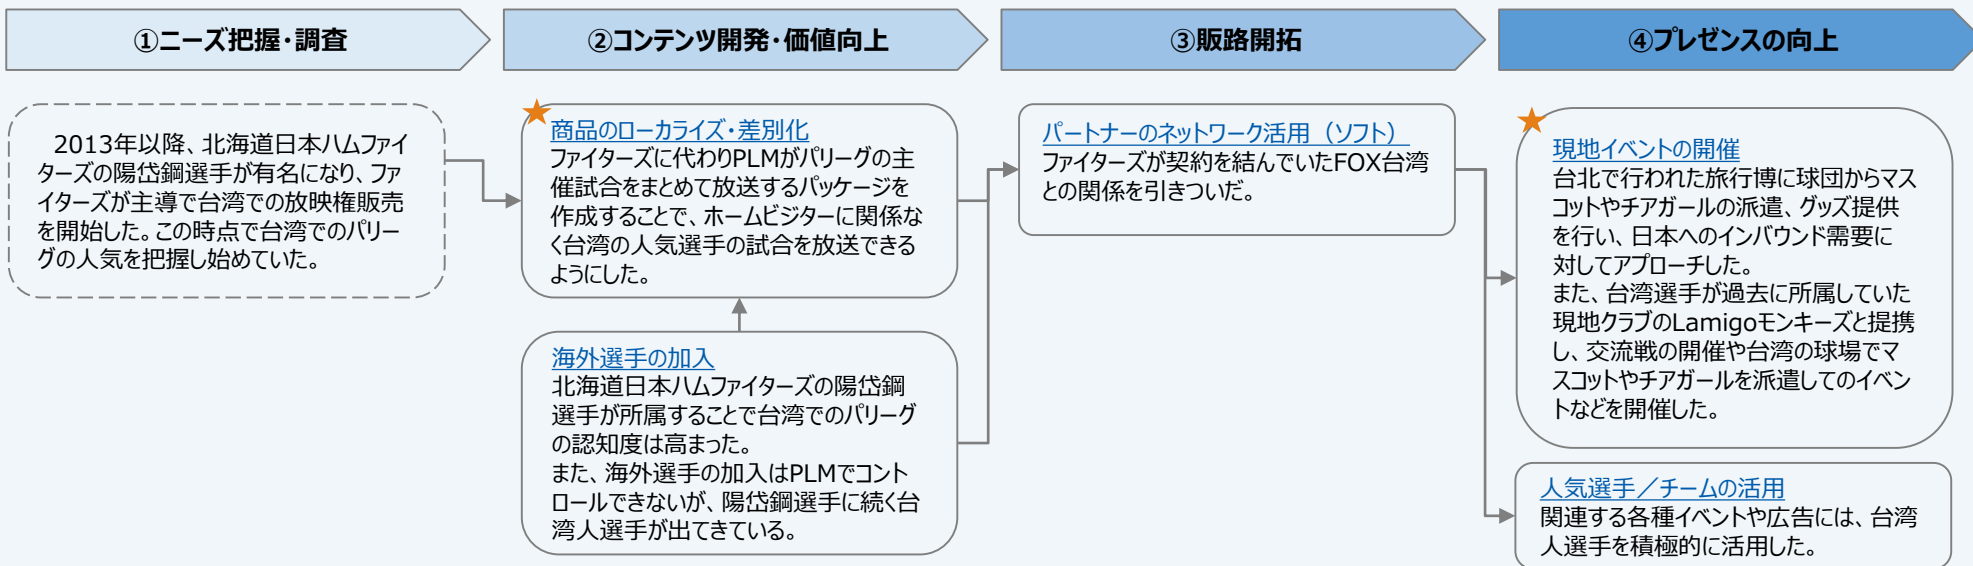 ①ニーズ把握・調査
②コンテンツ開発・価値向上
③販路開拓
④プレゼンスの向上
2013年以降、北海道日本ハムファイ
ターズの陽岱鋼選手が有名になり、ファ
イターズが主導で台湾での放映権販売
を開始した。この時点で台湾でのパリー
グの人気を把握し始めていた。
商品のローカライズ・差別化
ファイターズに代わりPLMがパリーグの主
催試合をまとめて放送するパッケージを
作成することで、ホームビジターに関係な
く台湾の人気選手の試合を放送できる
ようにした。
海外選手の加入
北海道日本ハムファイターズの陽岱鋼
選手が所属することで台湾でのパリーグ
の認知度は高まった。
また、海外選手の加入はPLMでコント
ロールできないが、陽岱鋼選手に続く台
湾人選手が出てきている。
パートナーのネットワーク活用（ソフト）
ファイターズが契約を結んでいたFOX台湾
との関係を引きついだ。
現地イベントの開催
台北で行われた旅行博に球団からマス
コットやチアガールの派遣、グッズ提供
を行い、日本へのインバウンド需要に
対してアプローチした。
また、台湾選手が過去に所属していた
現地クラブのLamigoモンキーズと提携
し、交流戦の開催や台湾の球場でマ
スコットやチアガールを派遣してのイベン
トなどを開催した。
人気選手／チームの活用
関連する各種イベントや広告には、台湾
人選手を積極的に活用した。